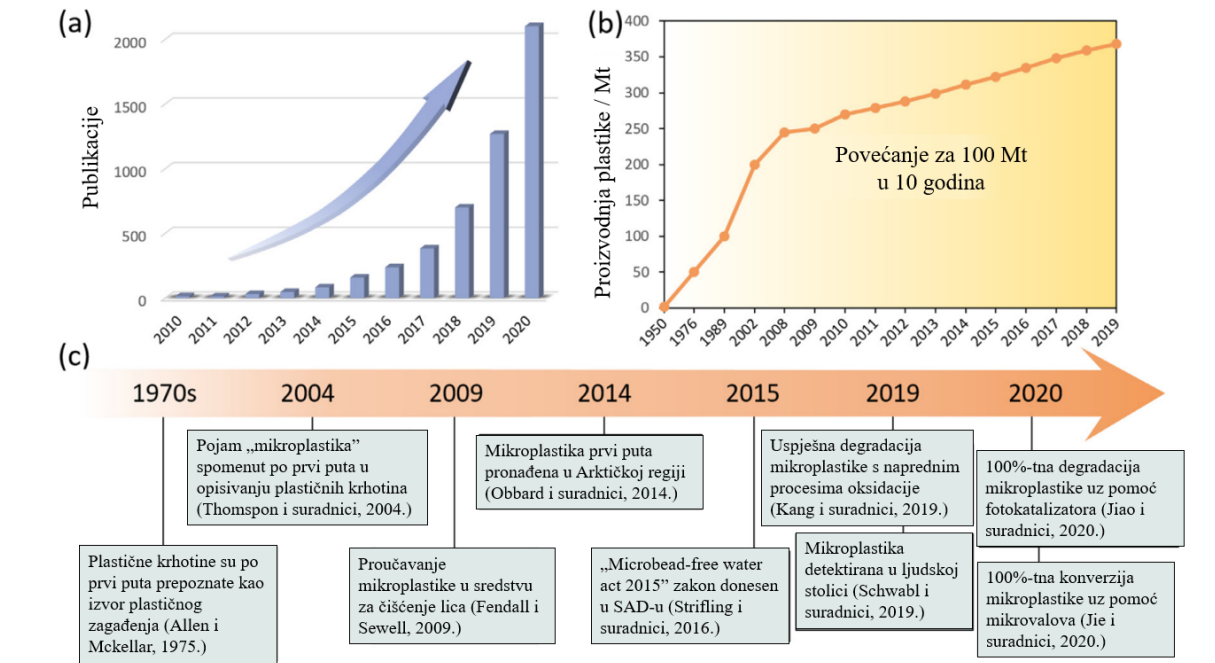 (a)
Publikacije
2000
1500
1000
500
0
2010
2011
2012
2013
2014
2015
2016
2017
2018
2019
2020
(b)
Proizvodnja plastike / Mt
400
350
300
250
200
150
100
50
0
Povećanje za 100 Mt
u 10 godina
1950
1976
1989
2002
2008
2009
2010
2011
2012
2013
2014
2015
2016
2017
2018
2019
(c)
1970s
2004
2009
2014
2015
2019
2020
Plastične krhotine su po
prvi puta prepoznate kao
izvor plastičnog
zagađenja (Allen i
Mckellar, 1975.)
Pojam „mikroplastika”
spomenut po prvi puta u
opisivanju plastičnih krhotina
(Thomspon i suradnici, 2004.)
Proučavanje
mikroplastike u sredstvu
za čišćenje lica (Fendall i
Sewell, 2009.)
Mikroplastika prvi puta
pronađena u Arktičkoj regiji
(Obbard i suradnici, 2014.)
„Microbead-free water
act 2015” zakon donesen
u SAD-u (Strifling i
suradnici, 2016.)
Uspješna degradacija
mikroplastike s naprednim
procesima oksidacije
(Kang i suradnici, 2019.)
Mikroplastika
detektirana u ljudskoj
stolici (Schwabl i
suradnici, 2019.)
100%-tna degradacija
mikroplastike uz pomoć
fotokatalizatora (Jiao i
suradnici, 2020.)
100%-tna konverzija
mikroplastike uz pomoć
mikrovalova (Jie i
suradnici, 2020.)